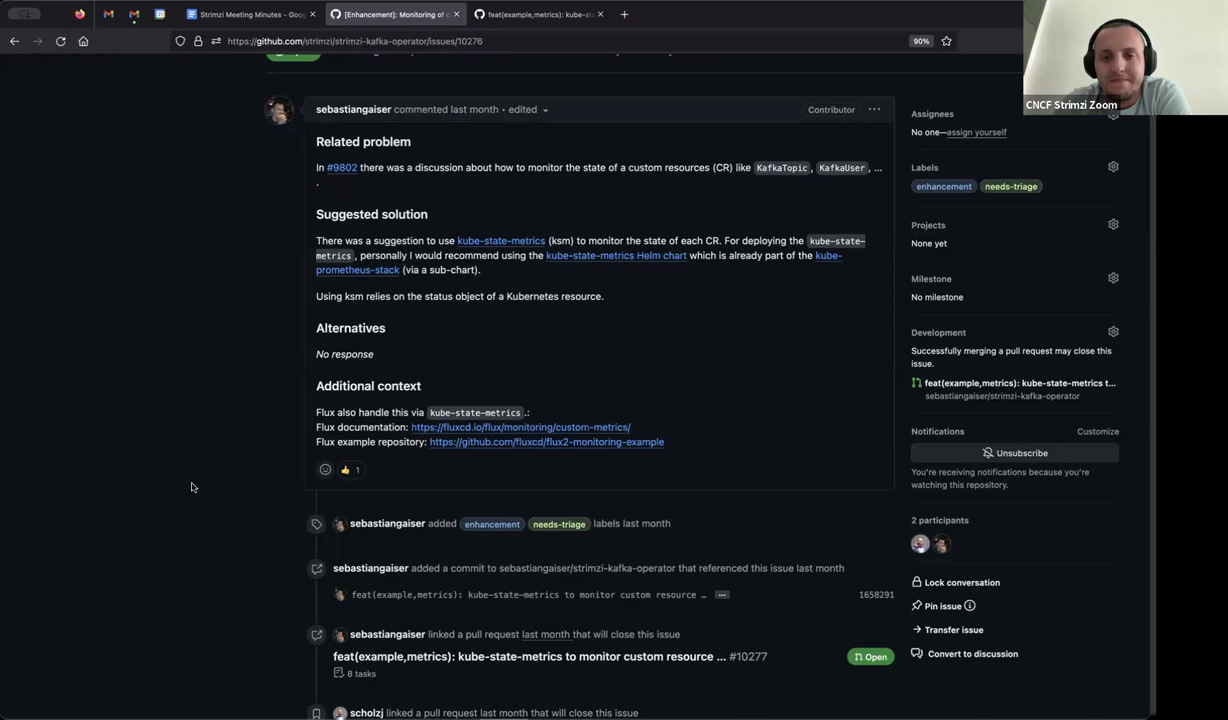 Strimzi Meeting Minutes - Goog
[Enhancement]: Monitoring of c
feat(example,metrics): kube-st
https://github.com/strimzi/strimzi-kafka-operator/issues/10276
90%
CNCF Strimzi Zoom
sebastiangaiser commented last month • edited
Contributor
Related problem
In #9802 there was a discussion about how to monitor the state of a custom resources (CR) like KafkaTopic, KafkaUser, ...
.
Suggested solution
There was a suggestion to use kube-state-metrics (ksm) to monitor the state of each CR. For deploying the kube-state-
metrics, personally I would recommend using the kube-state-metrics Helm chart which is already part of the kube-
prometheus-stack (via a sub-chart).
Using ksm relies on the status object of a Kubernetes resource.
Alternatives
No response
Additional context
Flux also handle this via kube-state-metrics.:
Flux documentation: https://fluxcd.io/flux/monitoring/custom-metrics/
Flux example repository: https://github.com/fluxcd/flux2-monitoring-example
👍 1
sebastiangaiser added enhancement needs-triage labels last month
sebastiangaiser added a commit to sebastiangaiser/strimzi-kafka-operator that referenced this issue last month
feat(example,metrics): kube-state-metrics to monitor custom resource … ...
1658291
sebastiangaiser linked a pull request last month that will close this issue
feat(example,metrics): kube-state-metrics to monitor custom resource ... #10277
Open
8 tasks
scholzj linked a pull request last month that will close this issue
Assignees
No one—assign yourself
Labels
enhancement needs-triage
Projects
None yet
Milestone
No milestone
Development
Successfully merging a pull request may close this
issue.
feat(example,metrics): kube-state-metrics t...
sebastiangaiser/strimzi-kafka-operator
Notifications
Customize
Unsubscribe
You're receiving notifications because you're
watching this repository.
2 participants
Lock conversation
Pin issue
Transfer issue
Convert to discussion